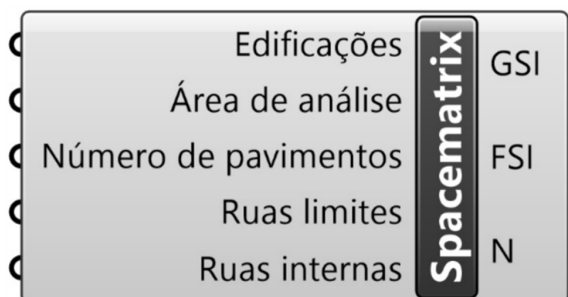 Edificações
Área de análise
Número de pavimentos
Ruas limites
Ruas internas
Spacematrix
GSI
FSI
N